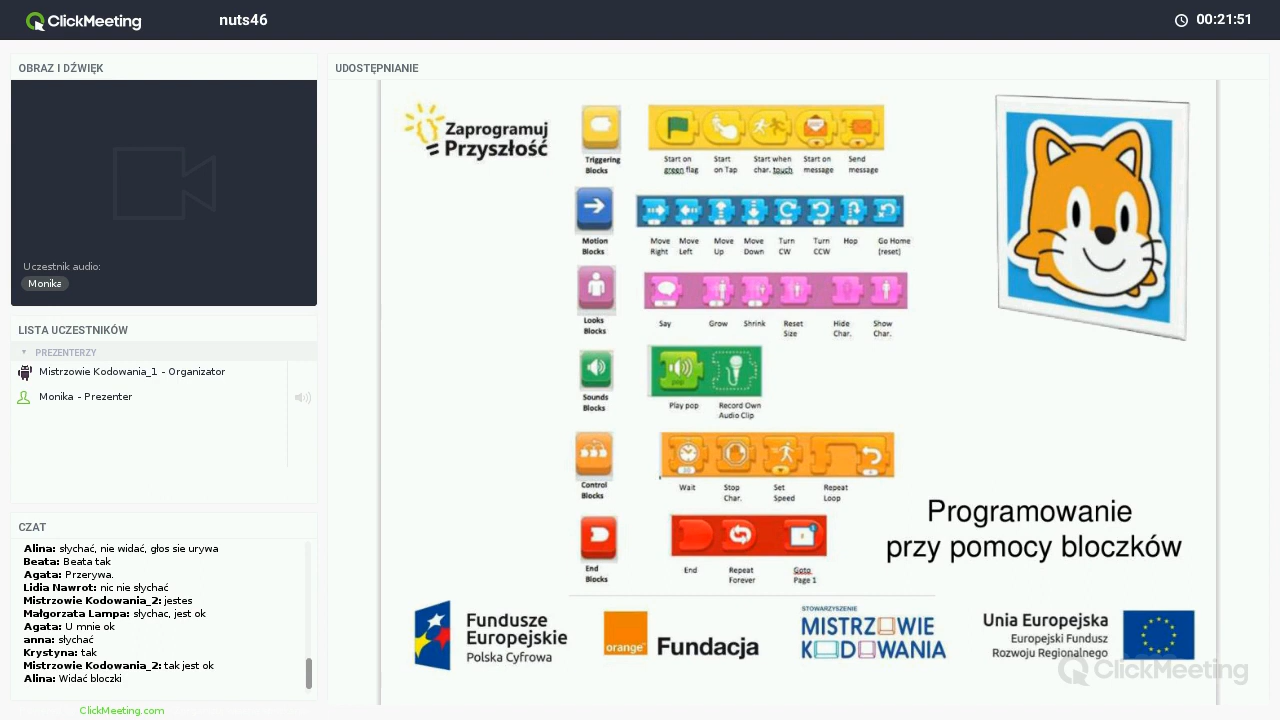 ClickMeeting
nuts46
00:21:51
OBRAZ I DŹWIĘK
Uczestnik audio:
Monika
LISTA UCZESTNIKÓW
PREZENTERZY
Mistrzowie Kodowania_1 - Organizator
Monika - Prezenter
CZAT
Alina: słychać, nie widać, głos sie urywa
Beata: Beata tak
Agata: Przerywa.
Lidia Nawrot: nic nie słychać
Mistrzowie Kodowania_2: jestes
Małgorzata Lampa: słychac, jest ok
Agata: U mnie ok
anna: słychać
Krystyna: tak
Mistrzowie Kodowania_2: tak jest ok
Alina: Widać bloczki
ClickMeeting.com
UDOSTĘPNIANIE
Zaprogramuj
Przyszłość
Triggering
Blocks
Start on
green flag
Start
on Tap
Start when
char. touch
Start on
message
Send
message
Motion
Blocks
Move
Right
Move
Left
Move
Up
Move
Down
Turn
CW
Turn
CCW
Hop
Go Home
(reset)
Looks
Blocks
Say
Grow
Shrink
Reset
Size
Hide
Char.
Show
Char.
Sounds
Blocks
pop
Play pop
Record Own
Audio Clip
Control
Blocks
Wait
Stop
Char.
Set
Speed
Repeat
Loop
End
Blocks
End
Repeat
Forever
Goto
Page 1
Programowanie
przy pomocy bloczków
Fundusze
Europejskie
Polska Cyfrowa
orange
Fundacja
STOWARZYSZENIE
MISTRZOWIE
KODOWANIA
Unia Europejska
Europejski Fundusz
Rozwoju Regionalnego
ClickMeeting